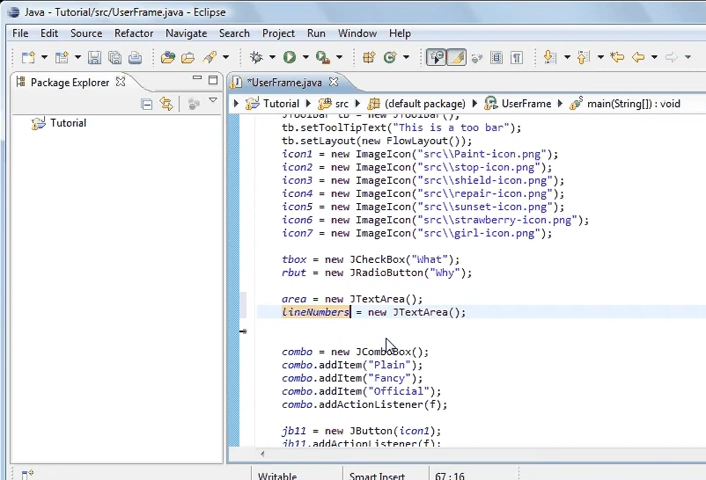 Java - Tutorial/src/UserFrame.java - Eclipse
File Edit Source Refactor Navigate Search Project Run Window Help
Package Explorer
*UserFrame.java
Tutorial src (default package) UserFrame main(String[]) : void
Tutorial
JToolBar tb = new JToolBar();
tb.setToolTipText("This is a too bar");
tb.setLayout(new FlowLayout());
icon1 = new ImageIcon("src\\Paint-icon.png");
icon2 = new ImageIcon("src\\stop-icon.png");
icon3 = new ImageIcon("src\\shield-icon.png");
icon4 = new ImageIcon("src\\repair-icon.png");
icon5 = new ImageIcon("src\\sunset-icon.png");
icon6 = new ImageIcon("src\\strawberry-icon.png");
icon7 = new ImageIcon("src\\girl-icon.png");
tbox = new JCheckBox("What");
rbut = new JRadioButton("Why");
area = new JTextArea();
lineNumbers = new JTextArea();
combo = new JComboBox();
combo.addItem("Plain");
combo.addItem("Fancy");
combo.addItem("Official");
combo.addActionListener(f);
jb11 = new JButton(icon1);
jb11.addActionListener(f);
Writable Smart Insert 67 : 16